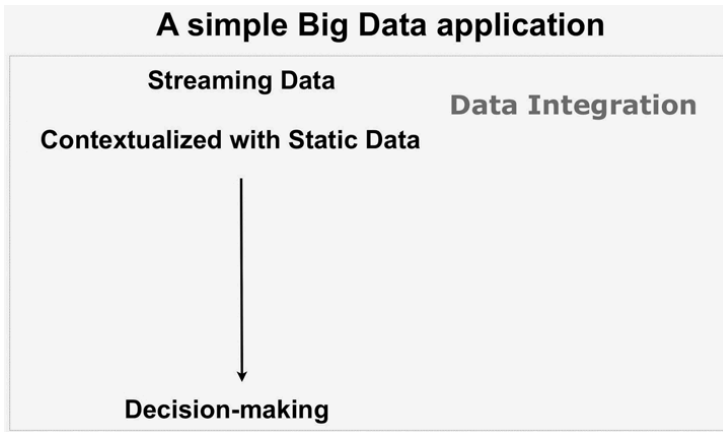 A simple Big Data application
Streaming Data
Data Integration
Contextualized with Static Data
Decision-making